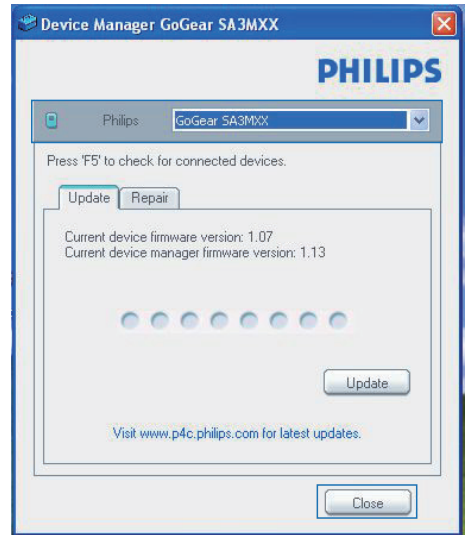 Device Manager GoGear SA3MXX
PHILIPS
Philips GoGear SA3MXX
Press 'F5' to check for connected devices.
Update Repair
Current device firmware version: 1.07
Current device manager firmware version: 1.13
Update
Visit www.p4c.philips.com for latest updates.
Close